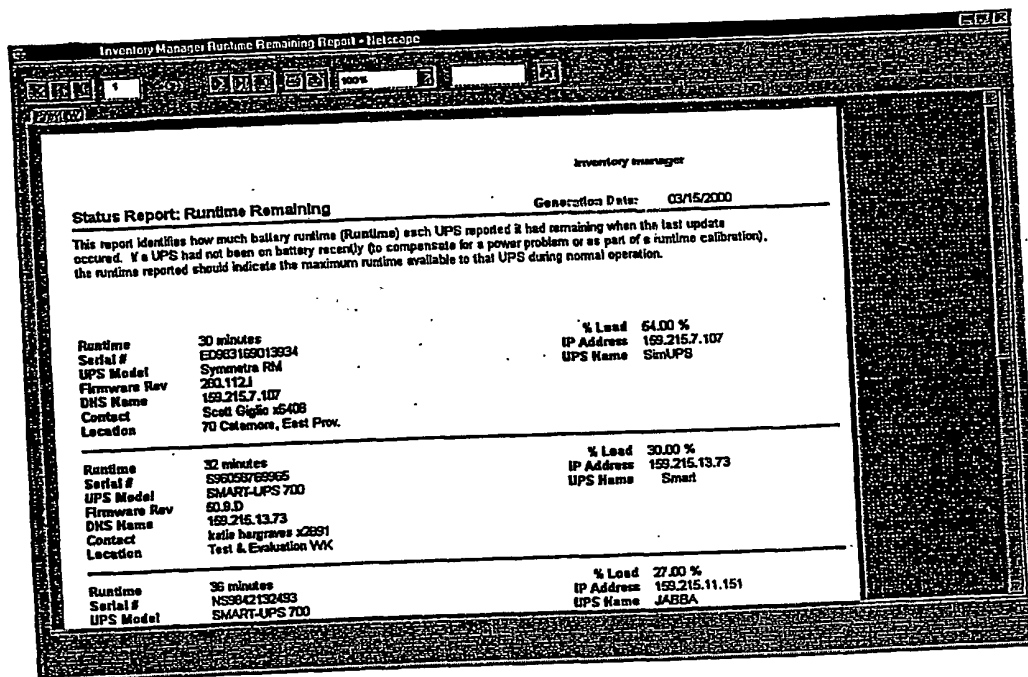 Inventory Manager Runtime Remaining Report - Netscape
1
100%
Inventory manager
Status Report: Runtime Remaining
Generation Date: 03/15/2000
This report identifies how much battery runtime (Runtime) each UPS reported it had remaining when the last update
occured. If a UPS had not been on battery recently (to compensate for a power problem or as part of a runtime calibration),
the runtime reported should indicate the maximum runtime available to that UPS during normal operation.
Runtime 30 minutes % Load 54.00 %
Serial # ED983169013934 IP Address 159.215.7.107
UPS Model Symmetra RM UPS Name SimUPS
Firmware Rev 260.112.I
DNS Name 159.215.7.107
Contact Scott Giglio x6408
Location 70 Catamore, East Prov.
Runtime 32 minutes % Load 30.00 %
Serial # S96058769965 IP Address 159.215.13.73
UPS Model SMART-UPS 700 UPS Name Smart
Firmware Rev 50.9.D
DNS Name 159.215.13.73
Contact katie hargraves x2891
Location Test & Evaluation WK
Runtime 36 minutes % Load 27.00 %
Serial # NS9842132493 IP Address 159.215.11.151
UPS Model SMART-UPS 700 UPS Name JABBA